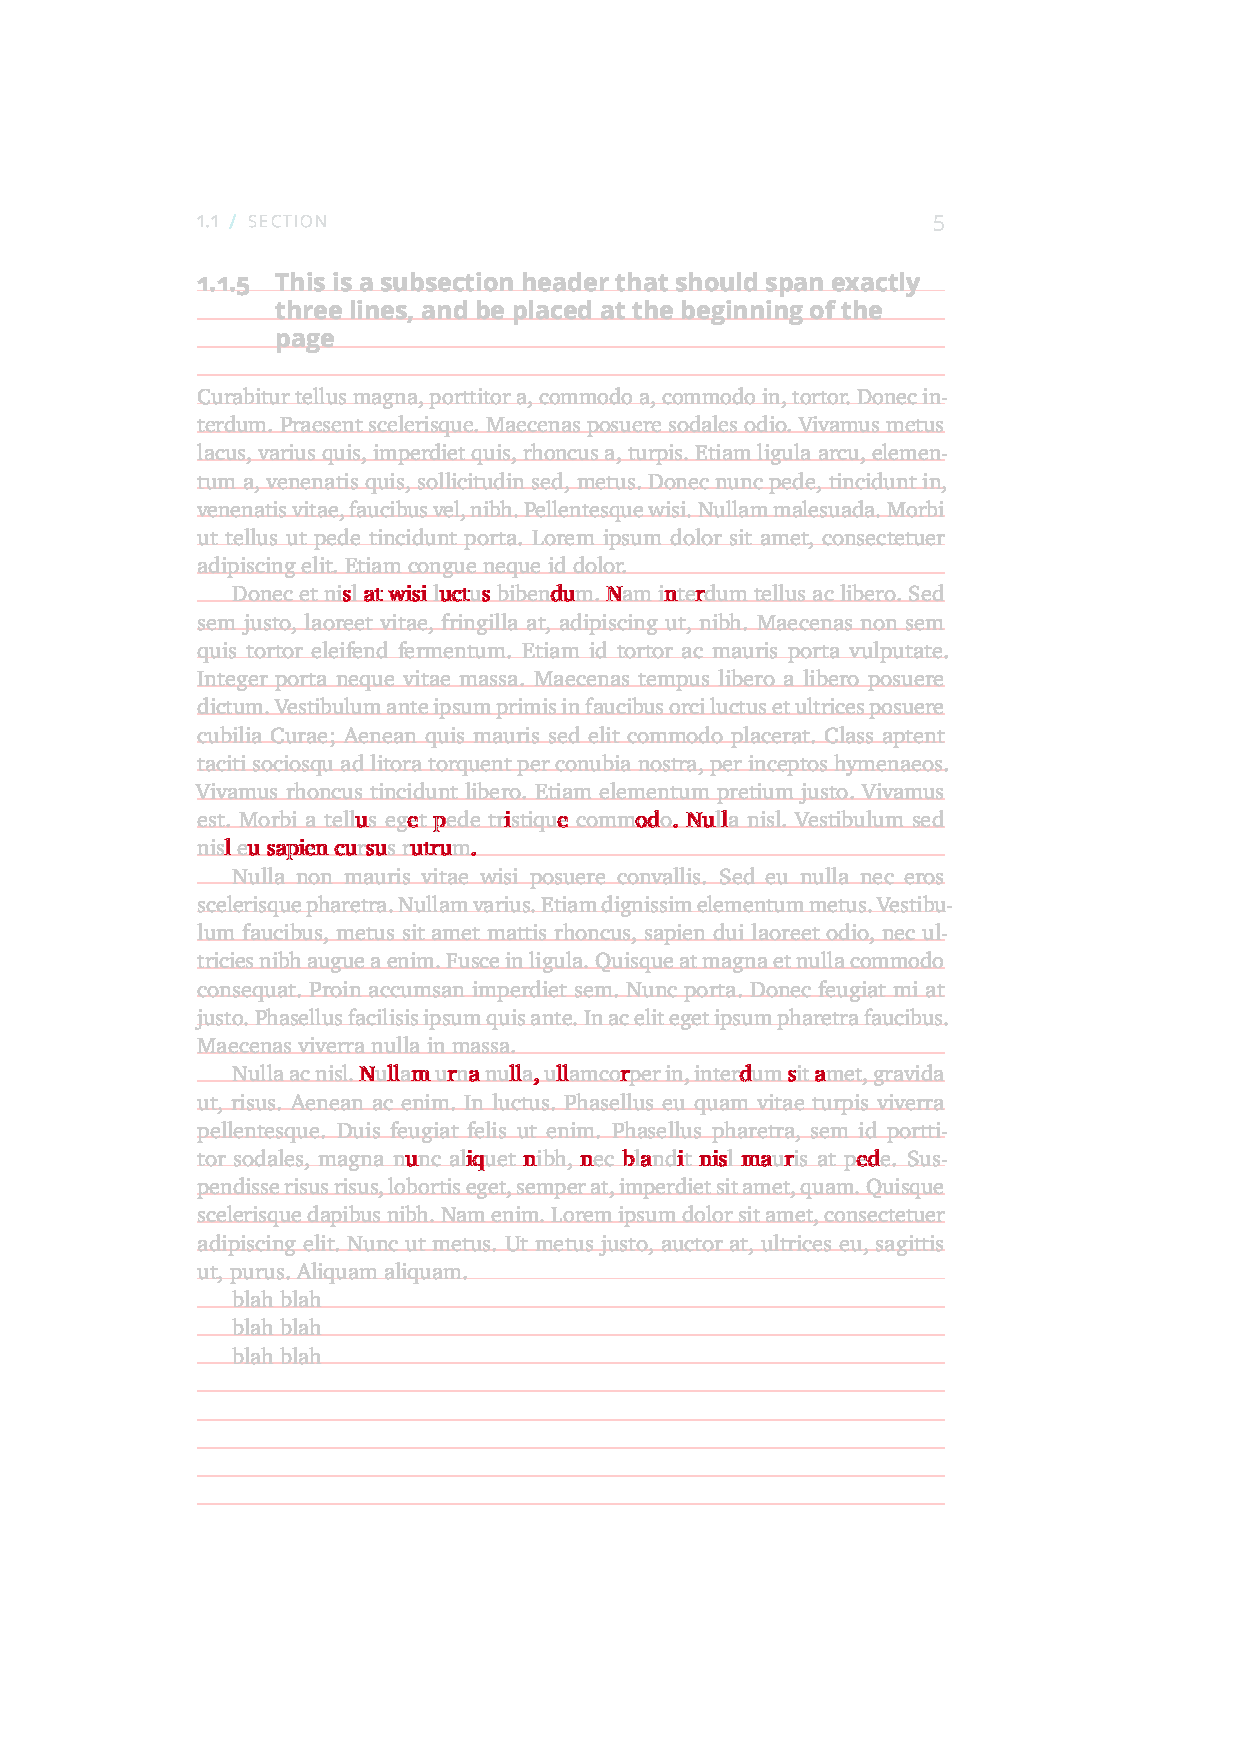 1.1 / SECTION 5
1.1.5 This is a subsection header that should span exactly
three lines, and be placed at the beginning of the
page
Curabitur tellus magna, porttitor a, commodo a, commodo in, tortor. Donec in-
terdum. Praesent scelerisque. Maecenas posuere sodales odio. Vivamus metus
lacus, varius quis, imperdiet quis, rhoncus a, turpis. Etiam ligula arcu, elemen-
tum a, venenatis quis, sollicitudin sed, metus. Donec nunc pede, tincidunt in,
venenatis vitae, faucibus vel, nibh. Pellentesque wisi. Nullam malesuada. Morbi
ut tellus ut pede tincidunt porta. Lorem ipsum dolor sit amet, consectetuer
adipiscing elit. Etiam congue neque id dolor.
Donec et nisl at wisi luctus bibendum. Nam interdum tellus ac libero. Sed
sem justo, laoreet vitae, fringilla at, adipiscing ut, nibh. Maecenas non sem
quis tortor eleifend fermentum. Etiam id tortor ac mauris porta vulputate.
Integer porta neque vitae massa. Maecenas tempus libero a libero posuere
dictum. Vestibulum ante ipsum primis in faucibus orci luctus et ultrices posuere
cubilia Curae; Aenean quis mauris sed elit commodo placerat. Class aptent
taciti sociosqu ad litora torquent per conubia nostra, per inceptos hymenaeos.
Vivamus rhoncus tincidunt libero. Etiam elementum pretium justo. Vivamus
est. Morbi a tellus eget pede tristique commodo. Nulla nisl. Vestibulum sed
nisl eu sapien cursus rutrum.
Nulla non mauris vitae wisi posuere convallis. Sed eu nulla nec eros
scelerisque pharetra. Nullam varius. Etiam dignissim elementum metus. Vestibu-
lum faucibus, metus sit amet mattis rhoncus, sapien dui laoreet odio, nec ul-
tricies nibh augue a enim. Fusce in ligula. Quisque at magna et nulla commodo
consequat. Proin accumsan imperdiet sem. Nunc porta. Donec feugiat mi at
justo. Phasellus facilisis ipsum quis ante. In ac elit eget ipsum pharetra faucibus.
Maecenas viverra nulla in massa.
Nulla ac nisl. Nullam urna nulla, ullamcorper in, interdum sit amet, gravida
ut, risus. Aenean ac enim. In luctus. Phasellus eu quam vitae turpis viverra
pellentesque. Duis feugiat felis ut enim. Phasellus pharetra, sem id portti-
tor sodales, magna nunc aliquet nibh, nec blandit nisl mauris at pede. Sus-
pendisse risus risus, lobortis eget, semper at, imperdiet sit amet, quam. Quisque
scelerisque dapibus nibh. Nam enim. Lorem ipsum dolor sit amet, consectetuer
adipiscing elit. Nunc ut metus. Ut metus justo, auctor at, ultrices eu, sagittis
ut, purus. Aliquam aliquam.
blah blah
blah blah
blah blah